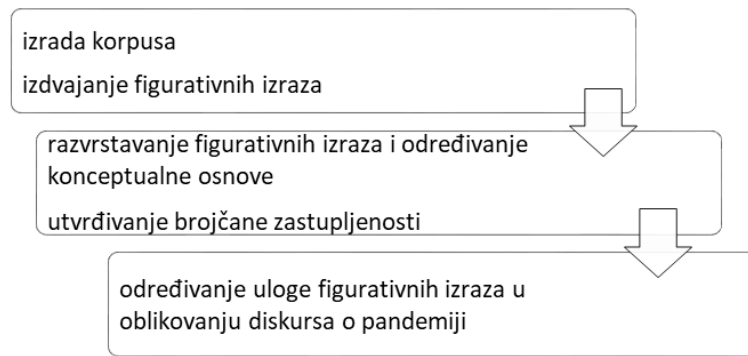 izrada korpusa
izdvajanje figurativnih izraza
razvrstavanje figurativnih izraza i određivanje
konceptualne osnove
utvrđivanje brojčane zastupljenosti
određivanje uloge figurativnih izraza u
oblikovanju diskursa o pandemiji